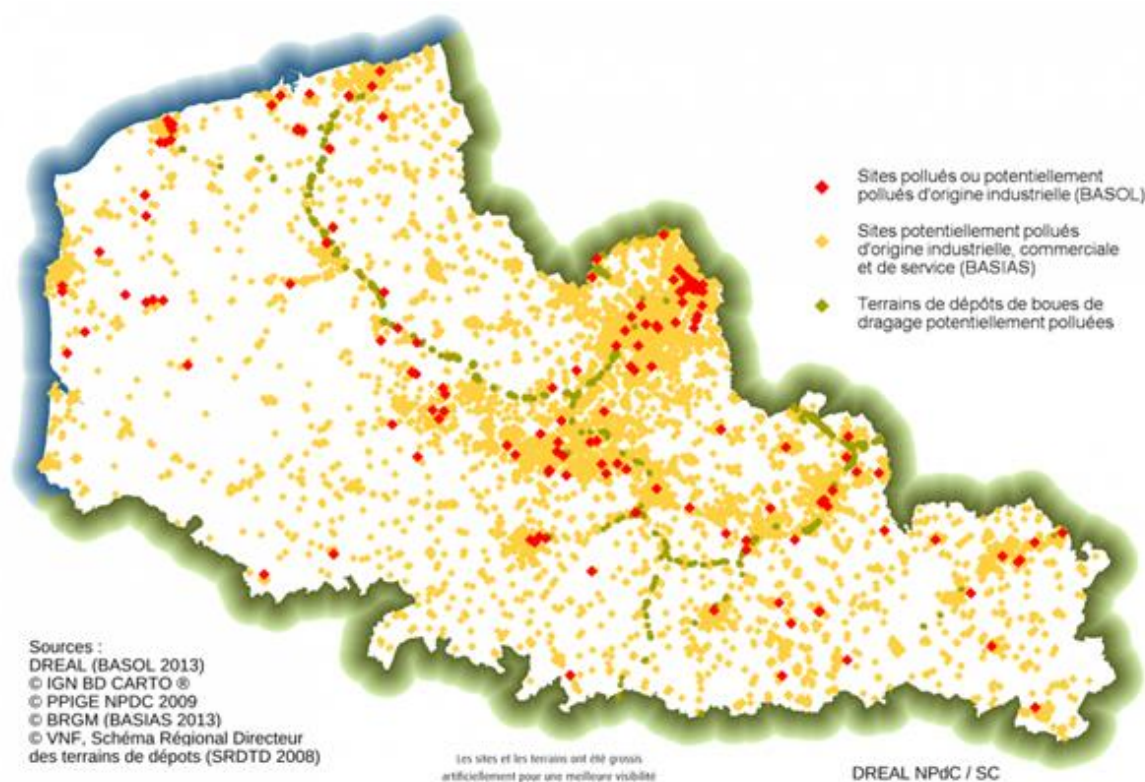 Sites pollués ou potentiellement
pollués d'origine industrielle (BASOL)
Sites potentiellement pollués
d'origine industrielle, commerciale
et de service (BASIAS)
Terrains de dépôts de boues de
dragage potentiellement polluées
Sources :
DREAL (BASOL 2013)
© IGN BD CARTO ®
© PPIGE NPDC 2009
© BRGM (BASIAS 2013)
© VNF, Schéma Régional Directeur
des terrains de dépots (SRDTD 2008)
Les sites et les terrains ont été grossis
artificiellement pour une meilleure visibilité
DREAL NPdC / SC